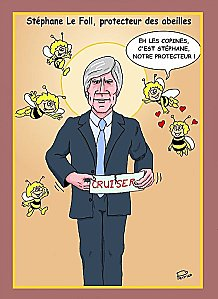 Stéphane Le Foll, protecteur des abeilles
EH LES COPINES,
C'EST STÉPHANE,
NOTRE PROTECTEUR !
CRUISER